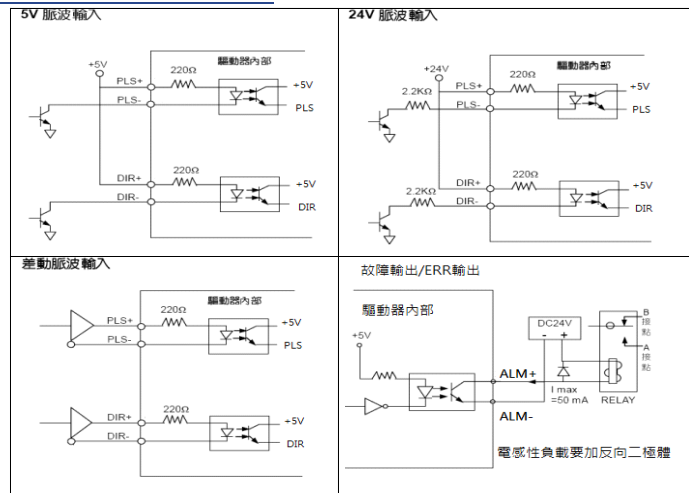 5V 脈波輸入
驅動器內部
+5V
PLS+
220Ω
+5V
PLS-
PLS
DIR+
220Ω
+5V
DIR-
DIR
24V 脈波輸入
驅動器內部
+24V
PLS+
220Ω
+5V
2.2KΩ
PLS-
PLS
DIR+
220Ω
+5V
2.2KΩ
DIR-
DIR
差動脈波輸入
驅動器內部
PLS+
220Ω
+5V
PLS-
PLS
DIR+
220Ω
+5V
DIR-
DIR
故障輸出/ERR輸出
驅動器內部
+5V
DC24V
- +
B
接
點
A
接
點
ALM+
I max
=50 mA
RELAY
ALM-
電感性負載要加反向二極體